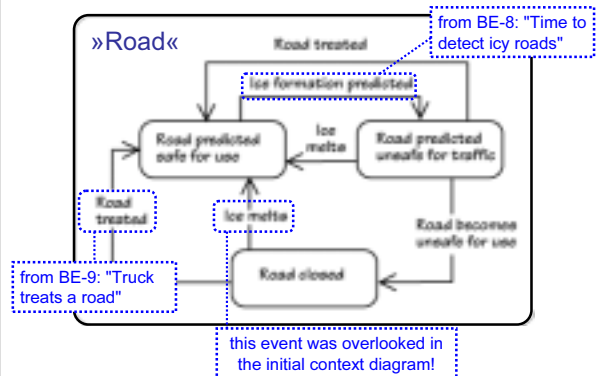 »Road«
from BE-8: "Time to
detect icy roads"
Road treated
Ice formation predicted
Road predicted
safe for use
Ice
melts
Road predicted
unsafe for traffic
Road
treated
Ice melts
Road becomes
unsafe for use
from BE-9: "Truck
treats a road"
Road closed
this event was overlooked in
the initial context diagram!